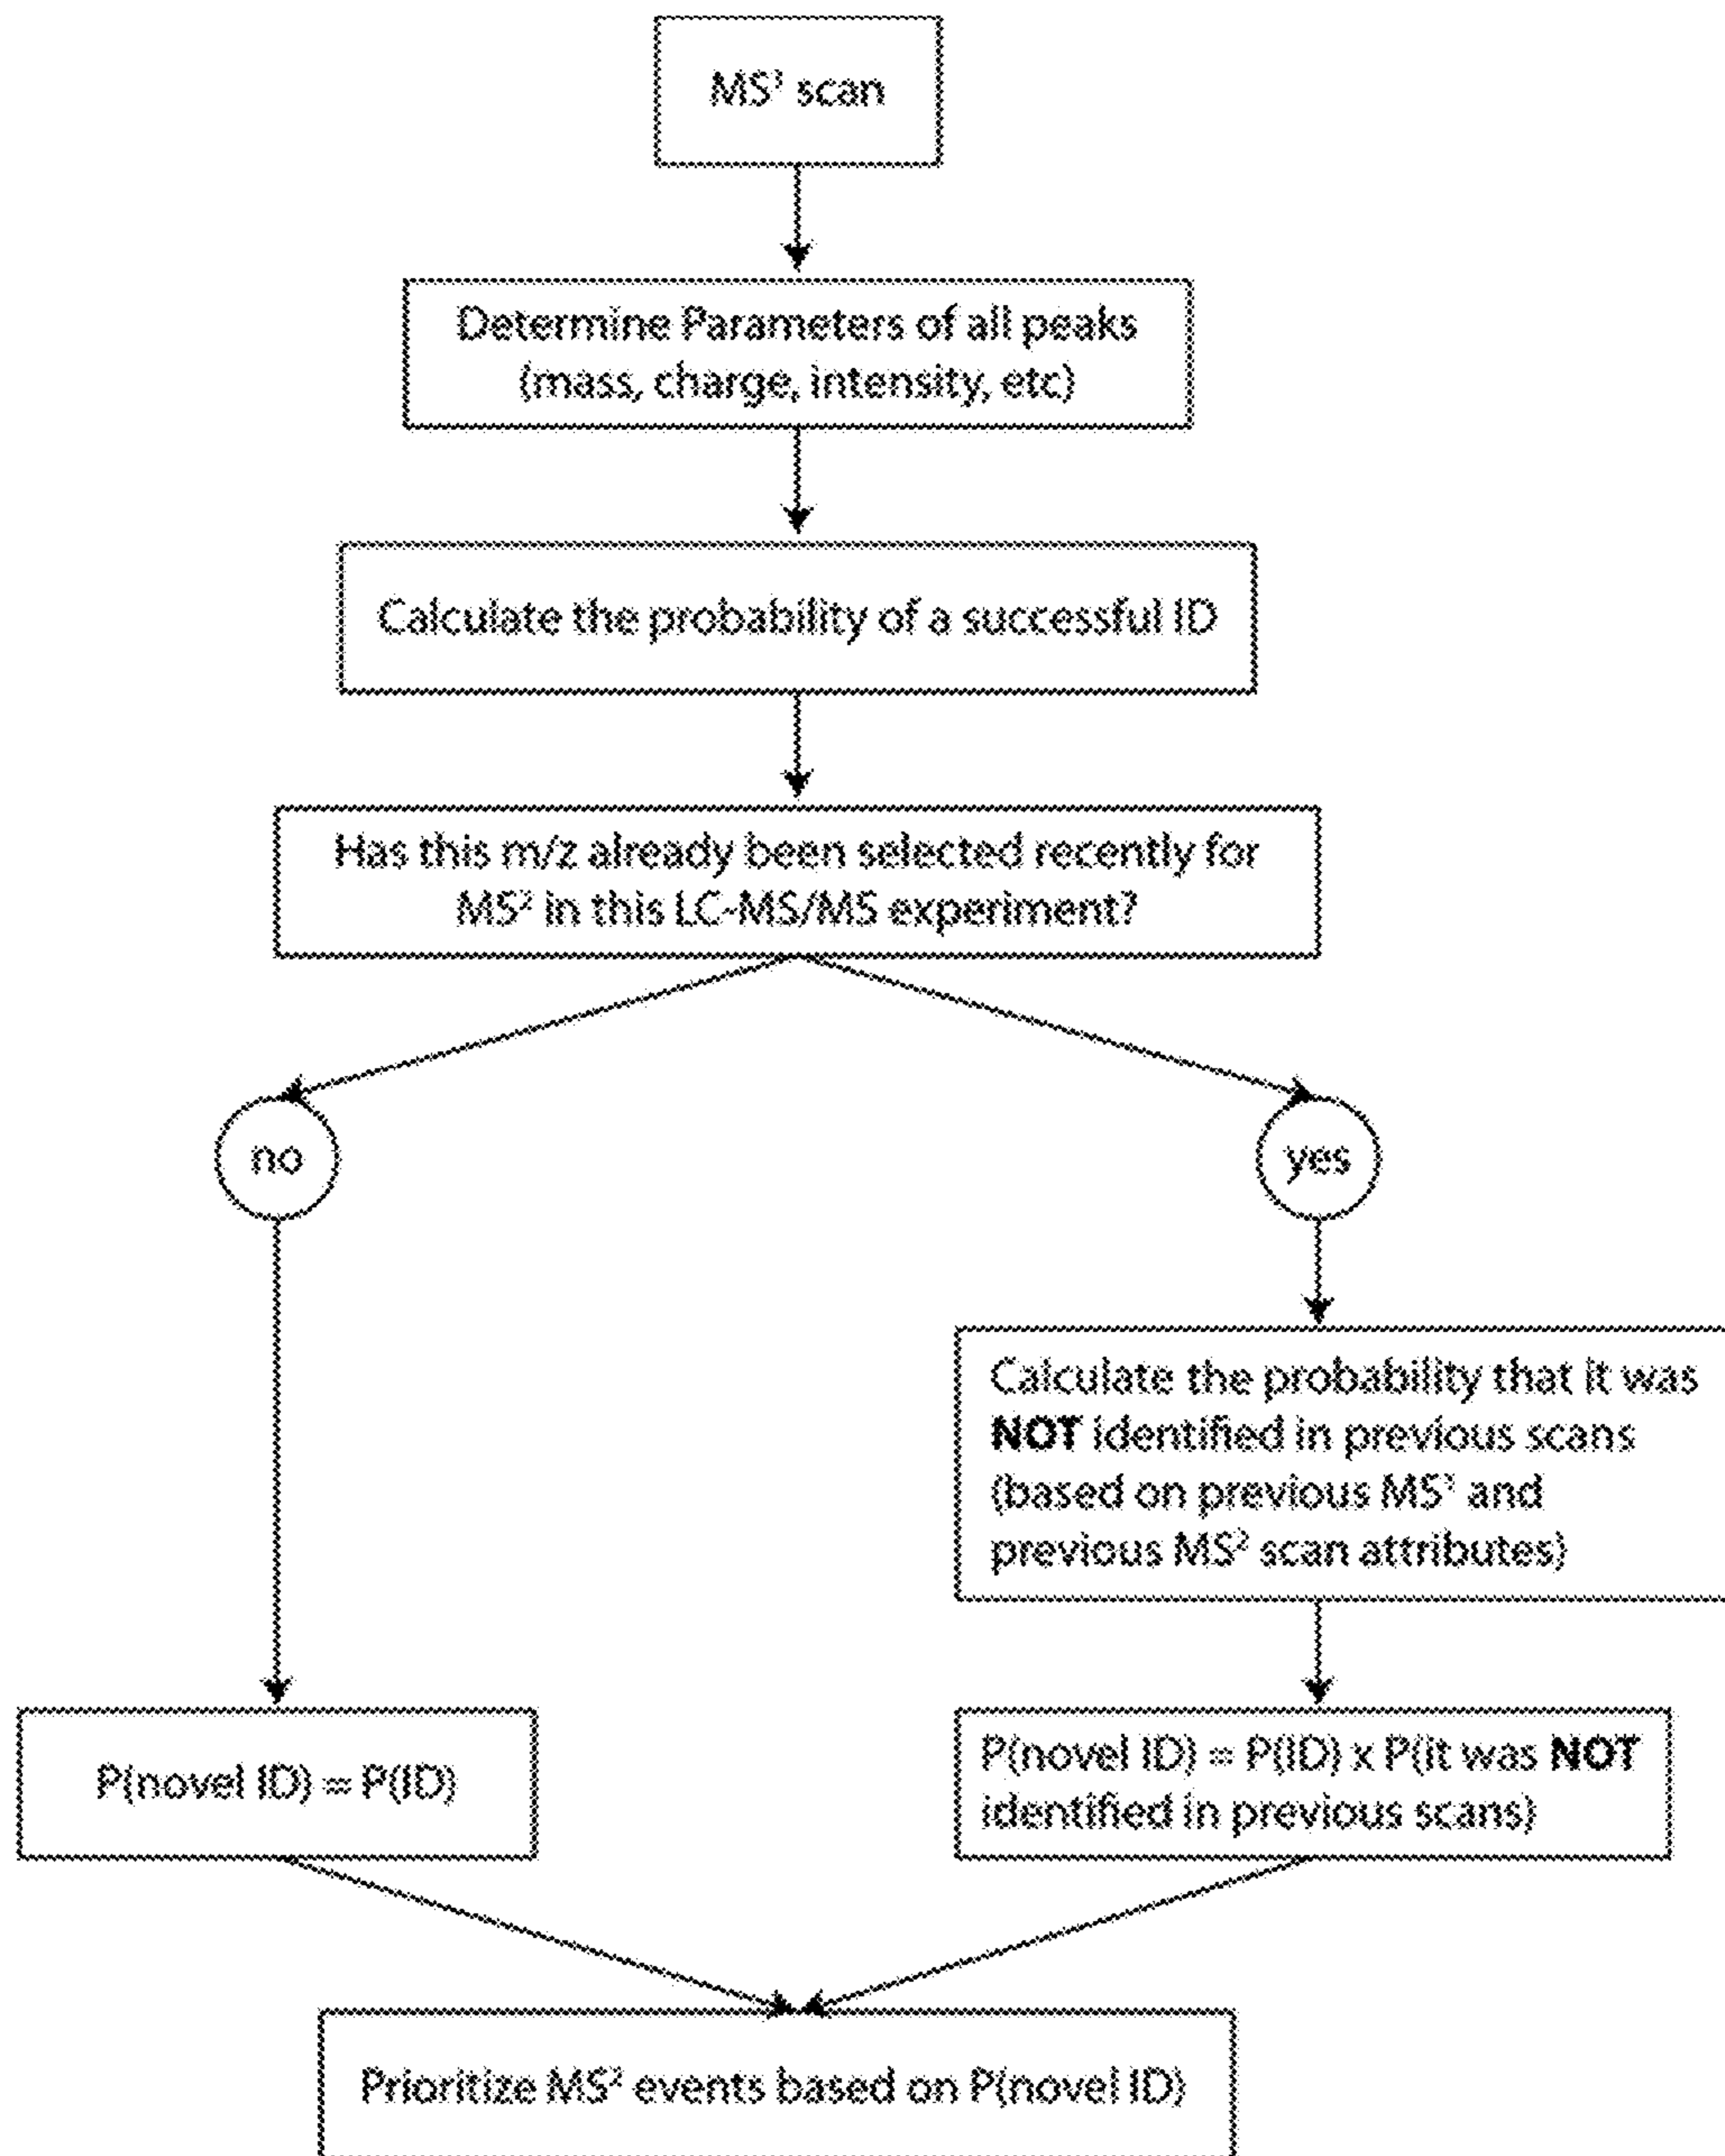 MS¹ scan
Determine Parameters of all peaks
(mass, charge, intensity, etc)
Calculate the probability of a successful ID
Has this m/z already been selected recently for
MS² in this LC-MS/MS experiment?
no
yes
Calculate the probability that it was
NOT identified in previous scans
(based on previous MS¹ and
previous MS² scan attributes)
P(novel ID) = P(ID)
P(novel ID) = P(ID) x P(it was NOT
identified in previous scans)
Prioritize MS² events based on P(novel ID)